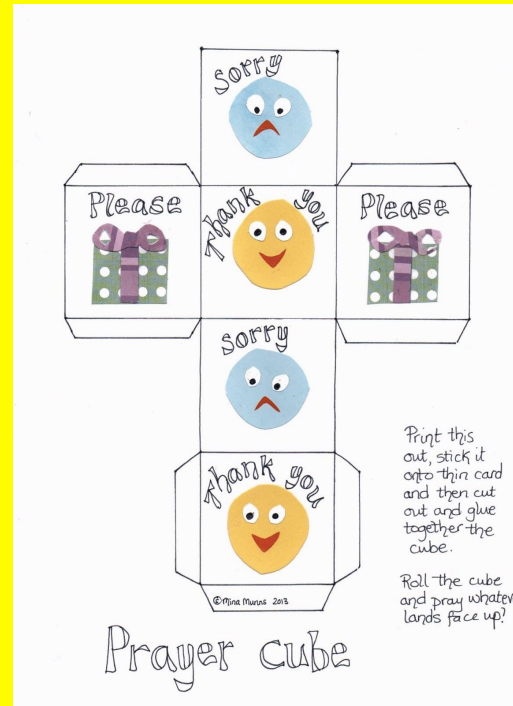 Sorry
Please
Thank you
Please
Sorry
Thank you
©Mina Munns 2013
Print this
out, stick it
onto thin card
and then cut
out and glue
together the
cube.
Roll the cube
and pray whatever
lands face up?
Prayer cube